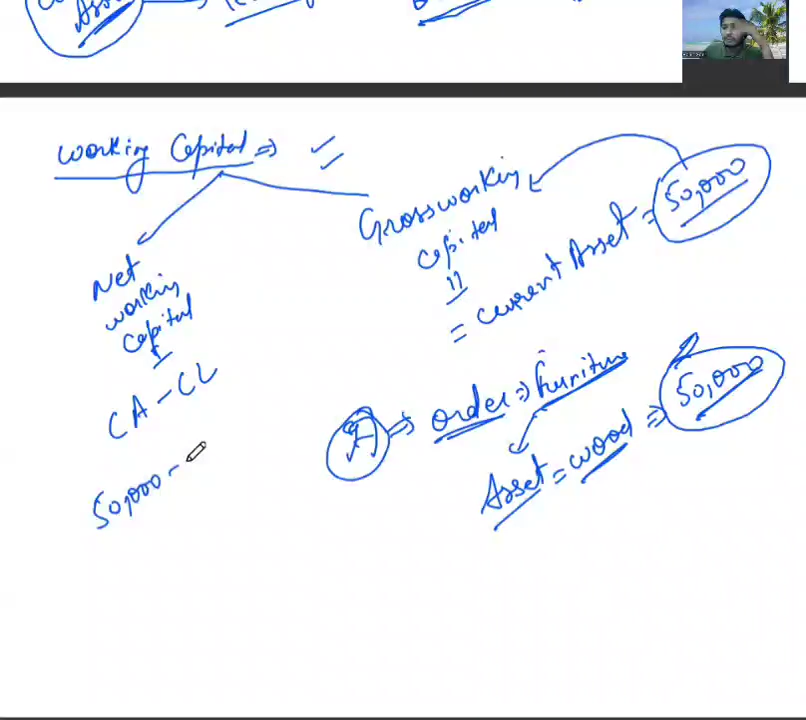 Working Capital ⇒
Gross working
capital
= Current Asset = 50,000
Net
working
capital
CA - CL
50,000 -
A ⇒ order ⇒ Furniture
Asset = wood ⇒ 50,000